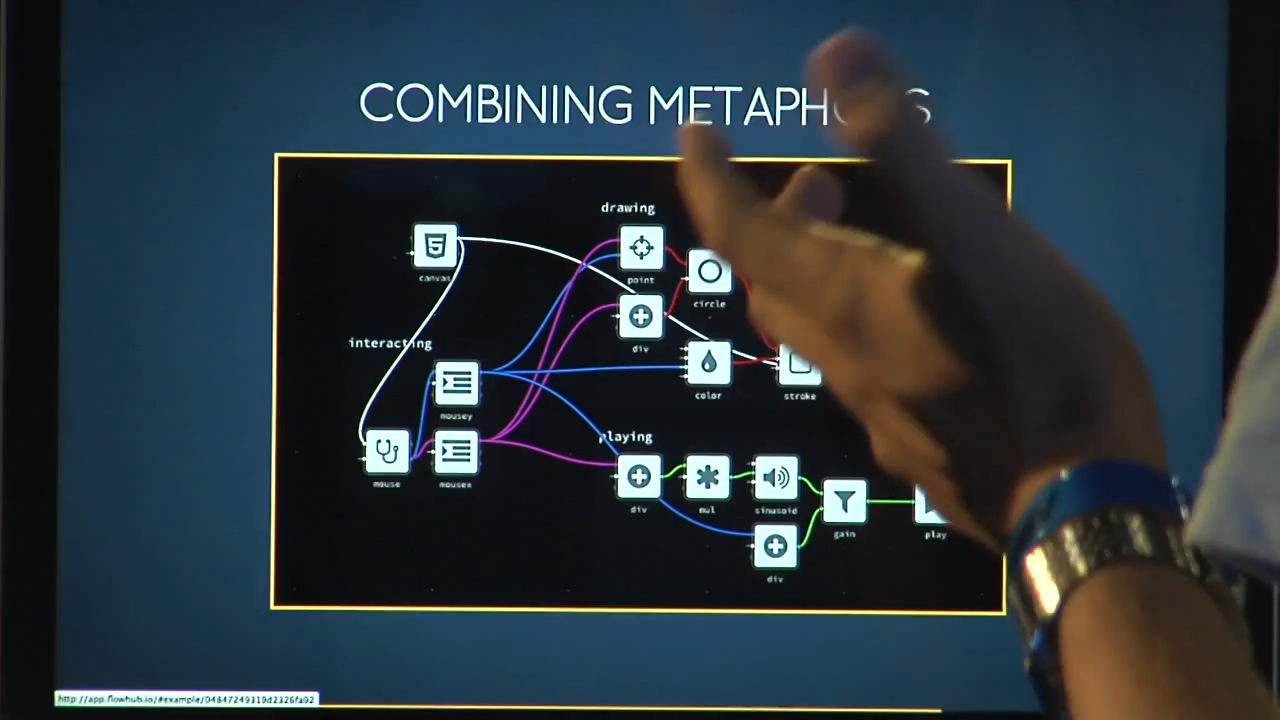 COMBINING METAPHORS
drawing
canvas
point
circle
interacting
div
color
stroke
mousey
playing
mouse
mousex
div
mul
sinusoid
gain
play
div
http://app.flowhub.io/#example/04847249319d2326fa92